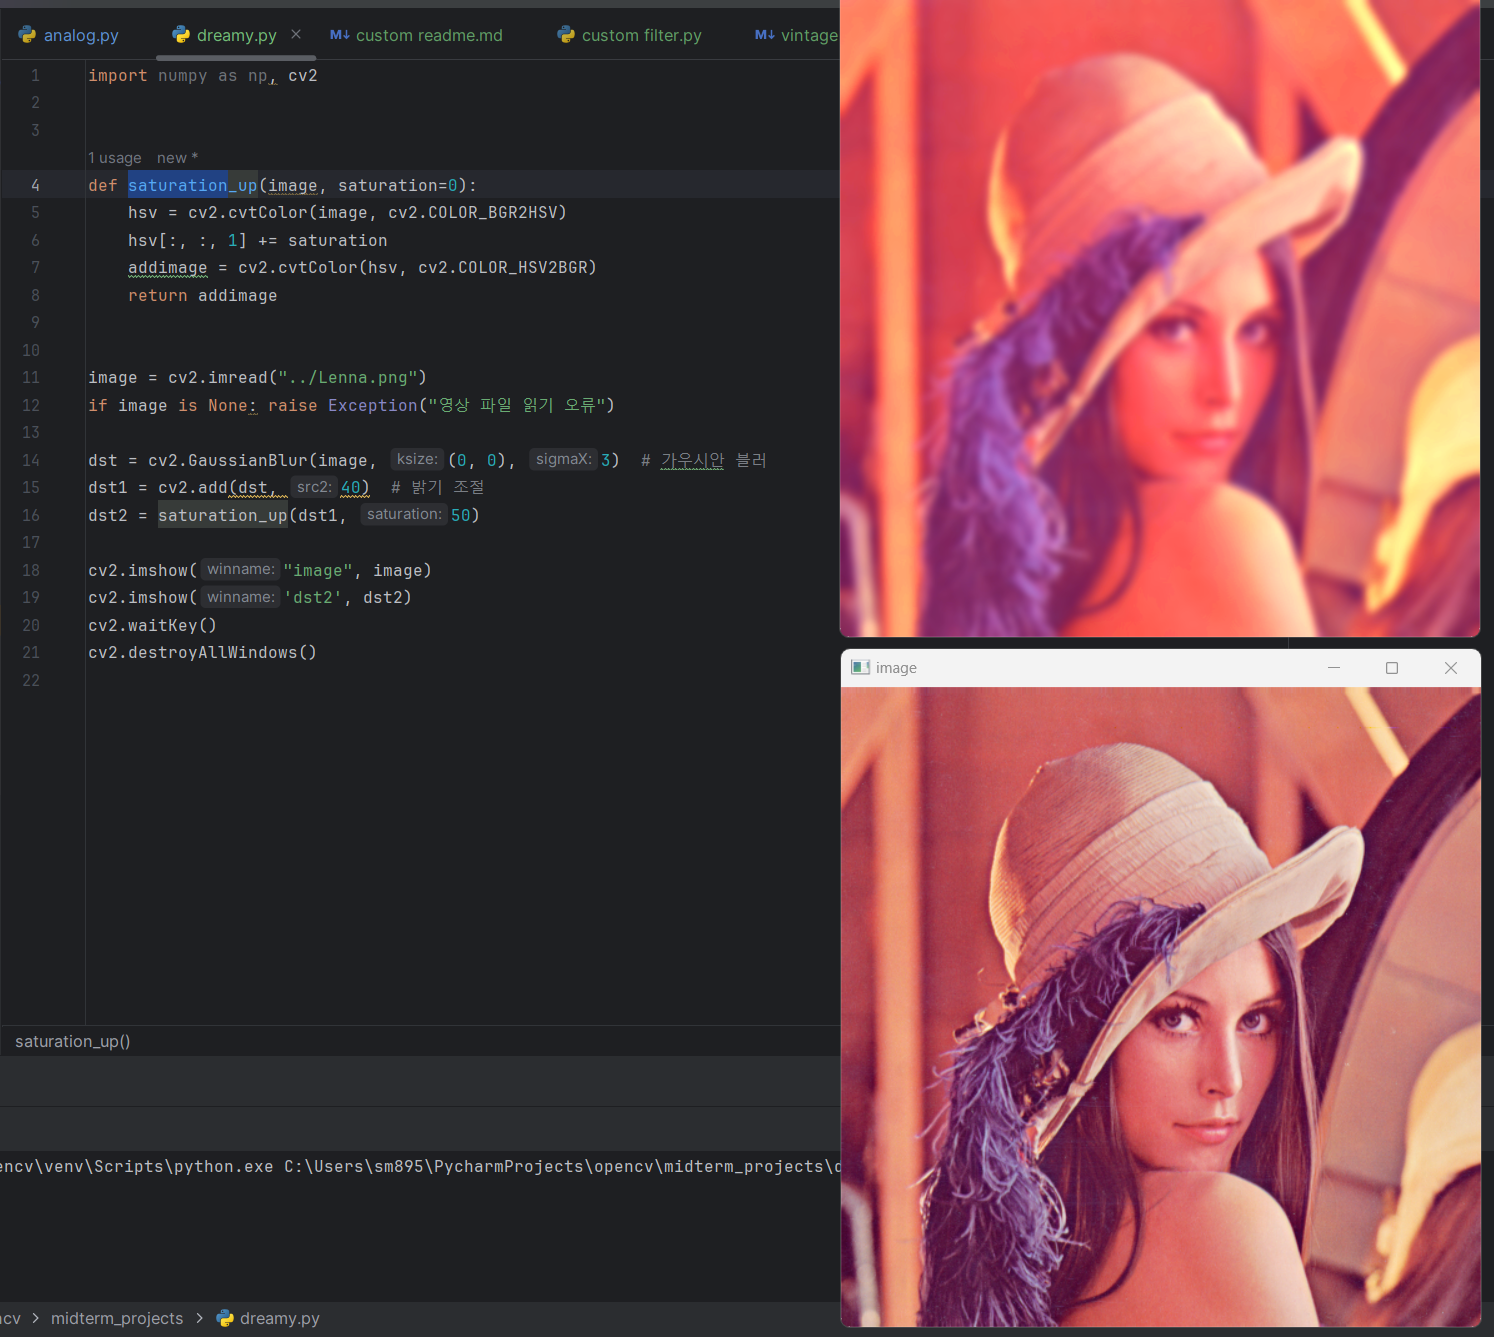 analog.py dreamy.py × M↓ custom readme.md custom filter.py M↓ vintage
1 import numpy as np, cv2
2
3
1 usage new *
4 def saturation_up(image, saturation=0):
5 hsv = cv2.cvtColor(image, cv2.COLOR_BGR2HSV)
6 hsv[:, :, 1] += saturation
7 addimage = cv2.cvtColor(hsv, cv2.COLOR_HSV2BGR)
8 return addimage
9
10
11 image = cv2.imread("../Lenna.png")
12 if image is None: raise Exception("영상 파일 읽기 오류")
13
14 dst = cv2.GaussianBlur(image, ksize: (0, 0), sigmaX: 3) # 가우시안 블러
15 dst1 = cv2.add(dst, src2: 40) # 밝기 조절
16 dst2 = saturation_up(dst1, saturation: 50)
17
18 cv2.imshow( winname: "image", image)
19 cv2.imshow( winname: 'dst2', dst2)
20 cv2.waitKey()
21 cv2.destroyAllWindows()
22
image
saturation_up()
encv\venv\Scripts\python.exe C:\Users\sm895\PycharmProjects\opencv\midterm_projects\d
ncv > midterm_projects > dreamy.py